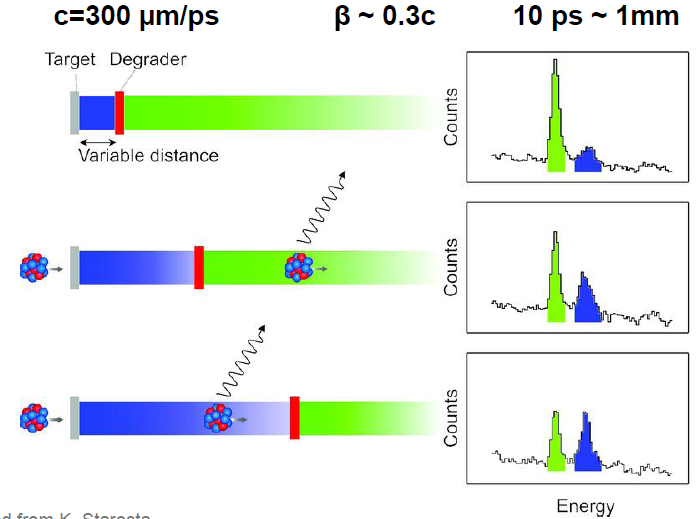 c=300 µm/ps
β ~ 0.3c
10 ps ~ 1mm
Target Degrader
Variable distance
Counts
Counts
Counts
Energy